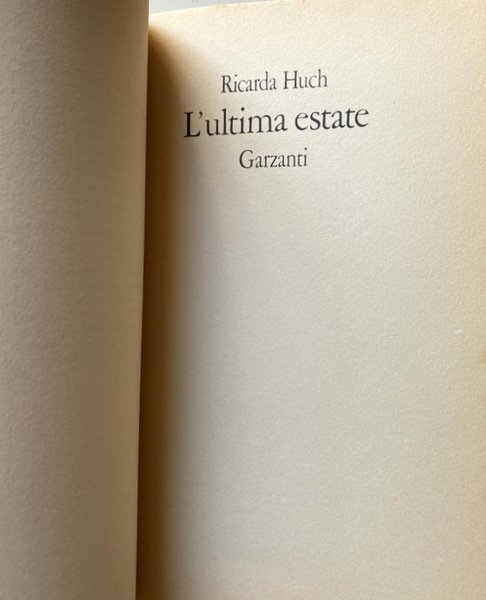 Ricarda Huch
L'ultima estate
Garzanti